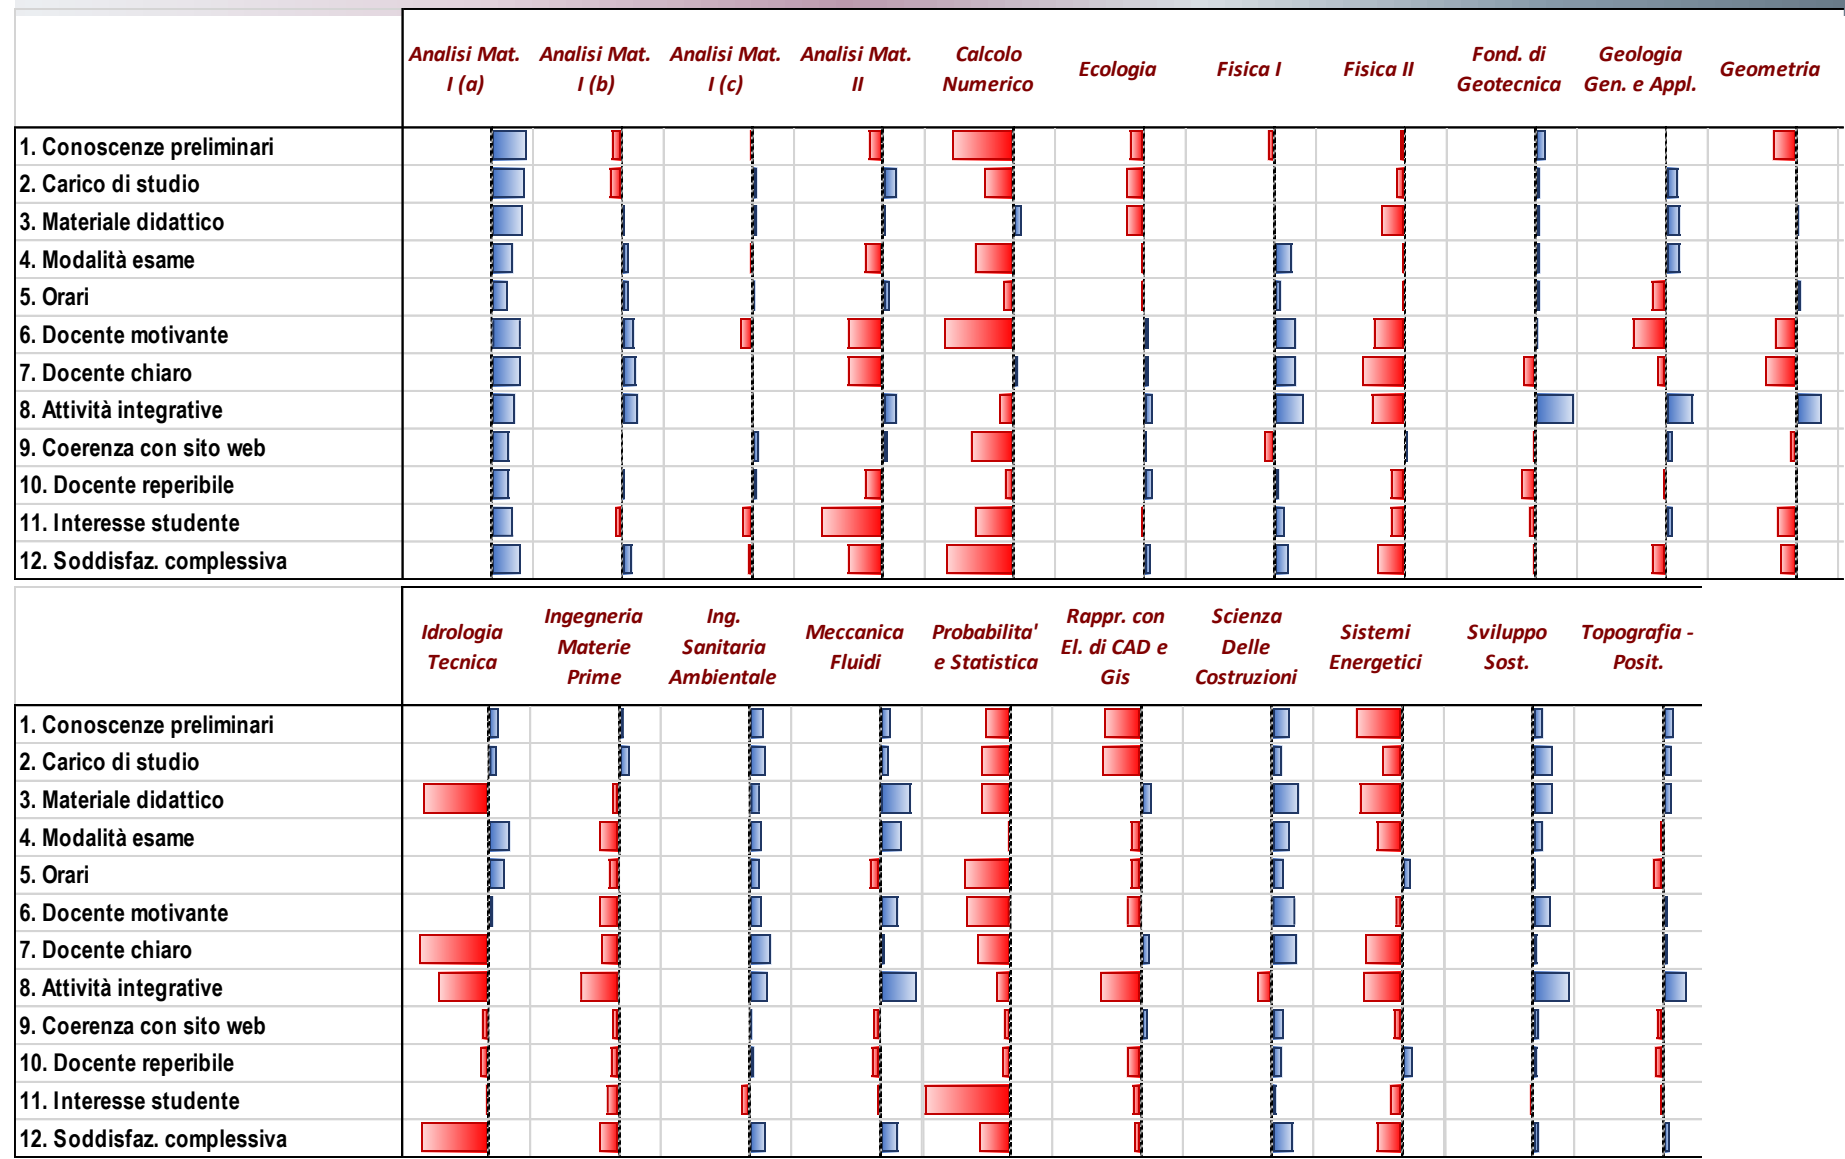 Analisi Mat. Analisi Mat. Analisi Mat. Analisi Mat. Calcolo Ecologia Fisica I Fisica II Fond. di Geologia Geometria
I (a) I (b) I (c) II Numerico Geotecnica Gen. e Appl.
1. Conoscenze preliminari
2. Carico di studio
3. Materiale didattico
4. Modalità esame
5. Orari
6. Docente motivante
7. Docente chiaro
8. Attività integrative
9. Coerenza con sito web
10. Docente reperibile
11. Interesse studente
12. Soddisfaz. complessiva
Idrologia Ingegneria Ing. Meccanica Probabilita' Rappr. con Scienza Sistemi Sviluppo Topografia -
Tecnica Materie Sanitaria Fluidi e Statistica El. di CAD e Delle Energetici Sost. Posit.
Prime Ambientale Gis Costruzioni
1. Conoscenze preliminari
2. Carico di studio
3. Materiale didattico
4. Modalità esame
5. Orari
6. Docente motivante
7. Docente chiaro
8. Attività integrative
9. Coerenza con sito web
10. Docente reperibile
11. Interesse studente
12. Soddisfaz. complessiva